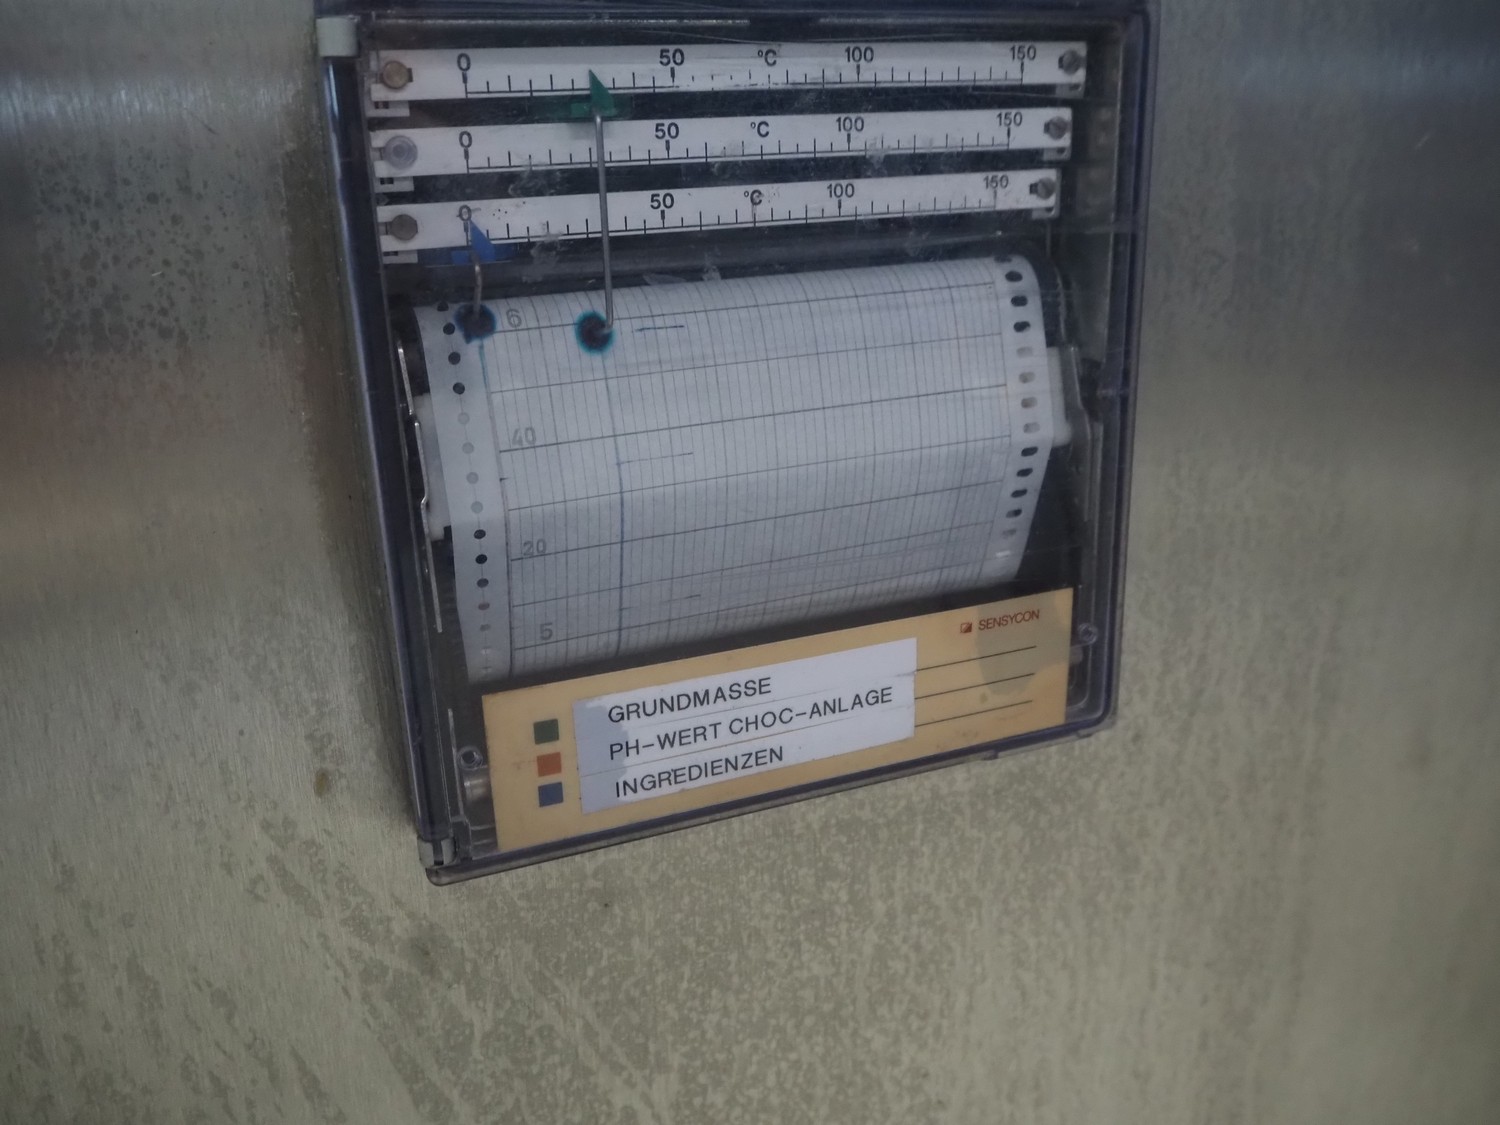 0 50 °C 100 150
0 50 °C 100 150
0 50 °C 100 150
6
40
20
5
SENSYCON
GRUNDMASSE
PH-WERT CHOC-ANLAGE
INGREDIENZEN